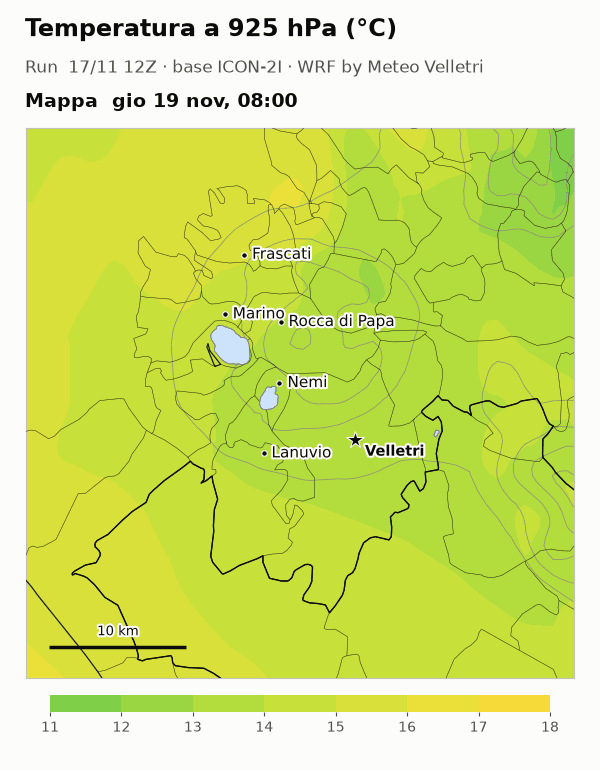 Temperatura a 925 hPa (°C)
Run 17/11 12Z · base ICON-2I · WRF by Meteo Velletri
Mappa gio 19 nov, 08:00
Frascati
Marino
Rocca di Papa
Nemi
Velletri
Lanuvio
10 km
11 12 13 14 15 16 17 18